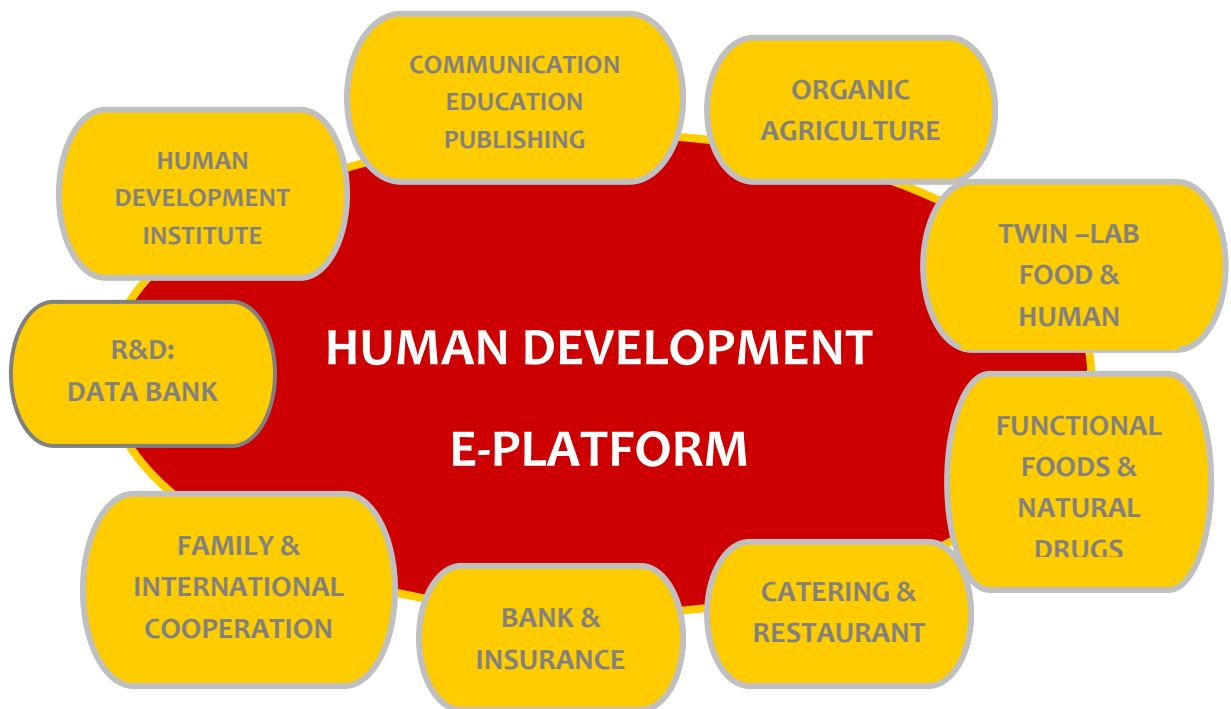 COMMUNICATION
EDUCATION
PUBLISHING
ORGANIC
AGRICULTURE
HUMAN
DEVELOPMENT
INSTITUTE
TWIN –LAB
FOOD &
HUMAN
R&D:
DATA BANK
HUMAN DEVELOPMENT
E-PLATFORM
FUNCTIONAL
FOODS &
NATURAL
DRUGS
FAMILY &
INTERNATIONAL
COOPERATION
BANK &
INSURANCE
CATERING &
RESTAURANT